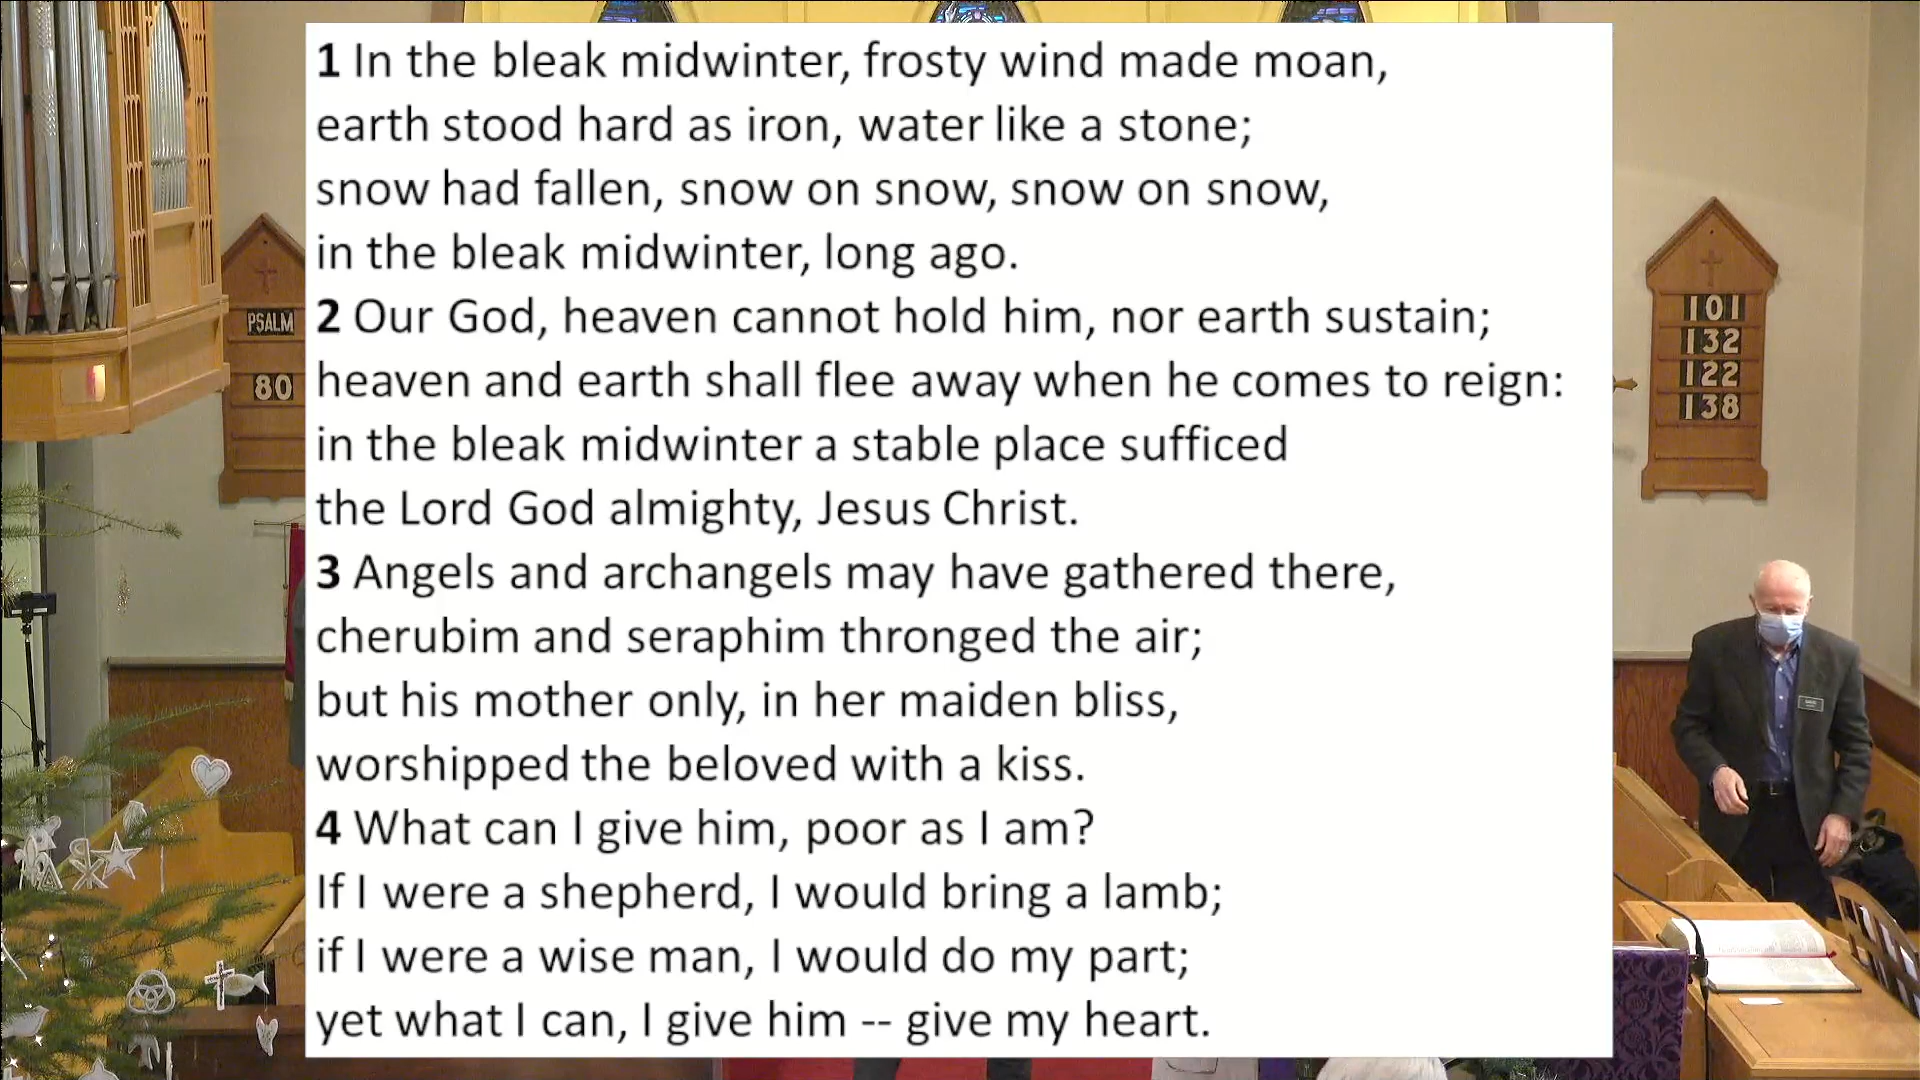 1 In the bleak midwinter, frosty wind made moan,
earth stood hard as iron, water like a stone;
snow had fallen, snow on snow, snow on snow,
in the bleak midwinter, long ago.
2 Our God, heaven cannot hold him, nor earth sustain;
heaven and earth shall flee away when he comes to reign:
in the bleak midwinter a stable place sufficed
the Lord God almighty, Jesus Christ.
3 Angels and archangels may have gathered there,
cherubim and seraphim thronged the air;
but his mother only, in her maiden bliss,
worshipped the beloved with a kiss.
4 What can I give him, poor as I am?
If I were a shepherd, I would bring a lamb;
if I were a wise man, I would do my part;
yet what I can, I give him -- give my heart.
PSALM
80
101
132
122
138